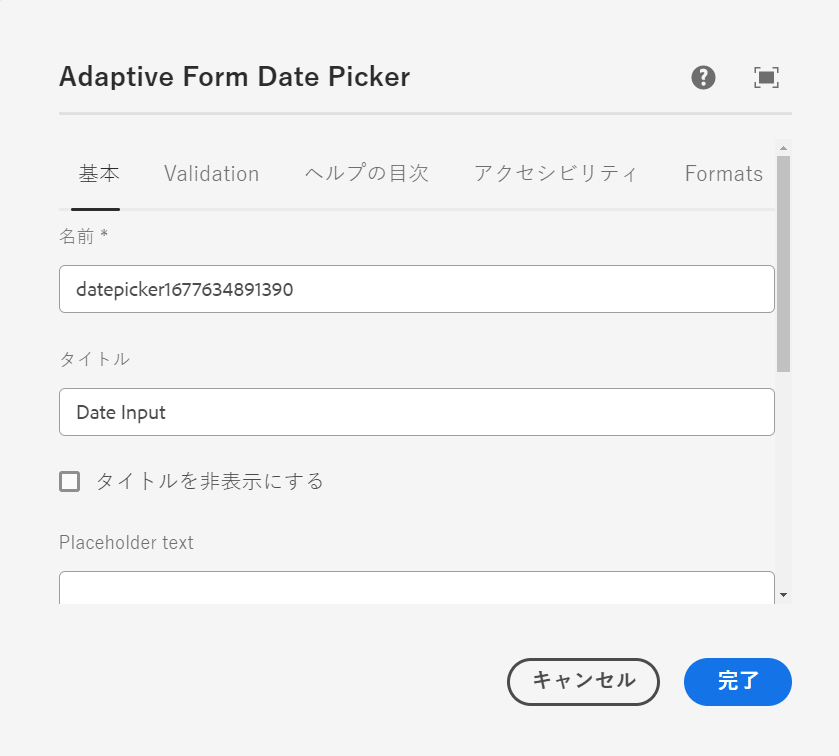 Adaptive Form Date Picker
基本 Validation ヘルプの目次 アクセシビリティ Formats
名前 *
datepicker1677634891390
タイトル
Date Input
タイトルを非表示にする
Placeholder text
キャンセル 完了